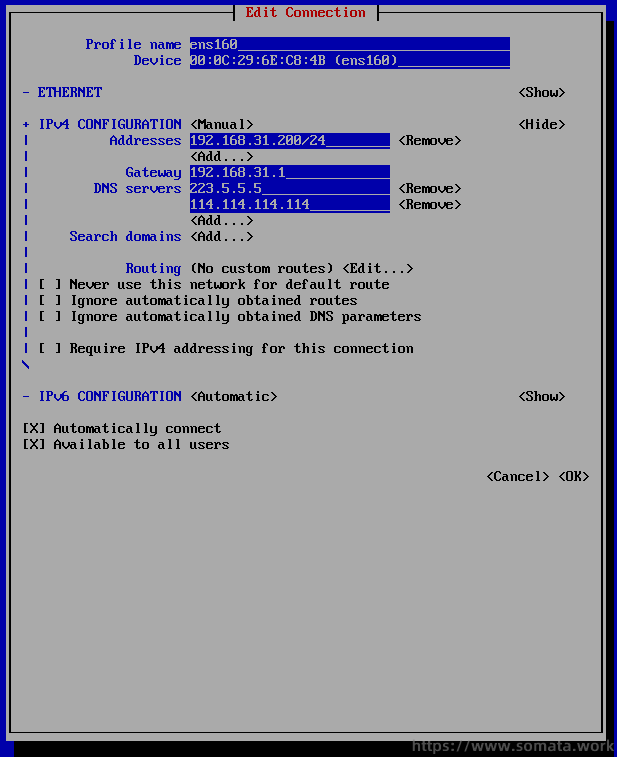 Edit Connection
Profile name ens160
Device 00:0C:29:6E:C8:4B (ens160)
- ETHERNET <Show>
+ IPv4 CONFIGURATION <Manual> <Hide>
Addresses 192.168.31.200/24 <Remove>
<Add...>
Gateway 192.168.31.1
DNS servers 223.5.5.5 <Remove>
114.114.114.114 <Remove>
<Add...>
Search domains <Add...>
Routing (No custom routes) <Edit...>
[ ] Never use this network for default route
[ ] Ignore automatically obtained routes
[ ] Ignore automatically obtained DNS parameters
[ ] Require IPv4 addressing for this connection
- IPv6 CONFIGURATION <Automatic> <Show>
[X] Automatically connect
[X] Available to all users
<Cancel> <OK>
https://www.somata.work